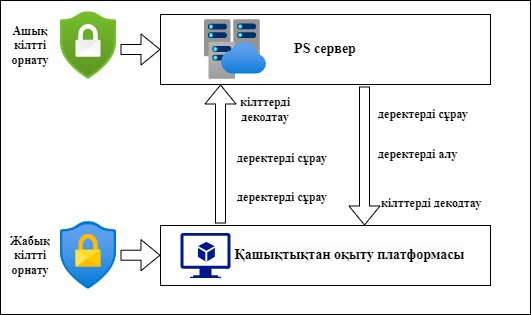 Ашық
кілтті
орнату
PS сервер
кілттерді
декодтау
деректерді сұрау
деректерді сұрау
деректерді сұрау
деректерді алу
кілттерді декодтау
Жабық
кілтті
орнату
Қашықтықтан оқыту платформасы